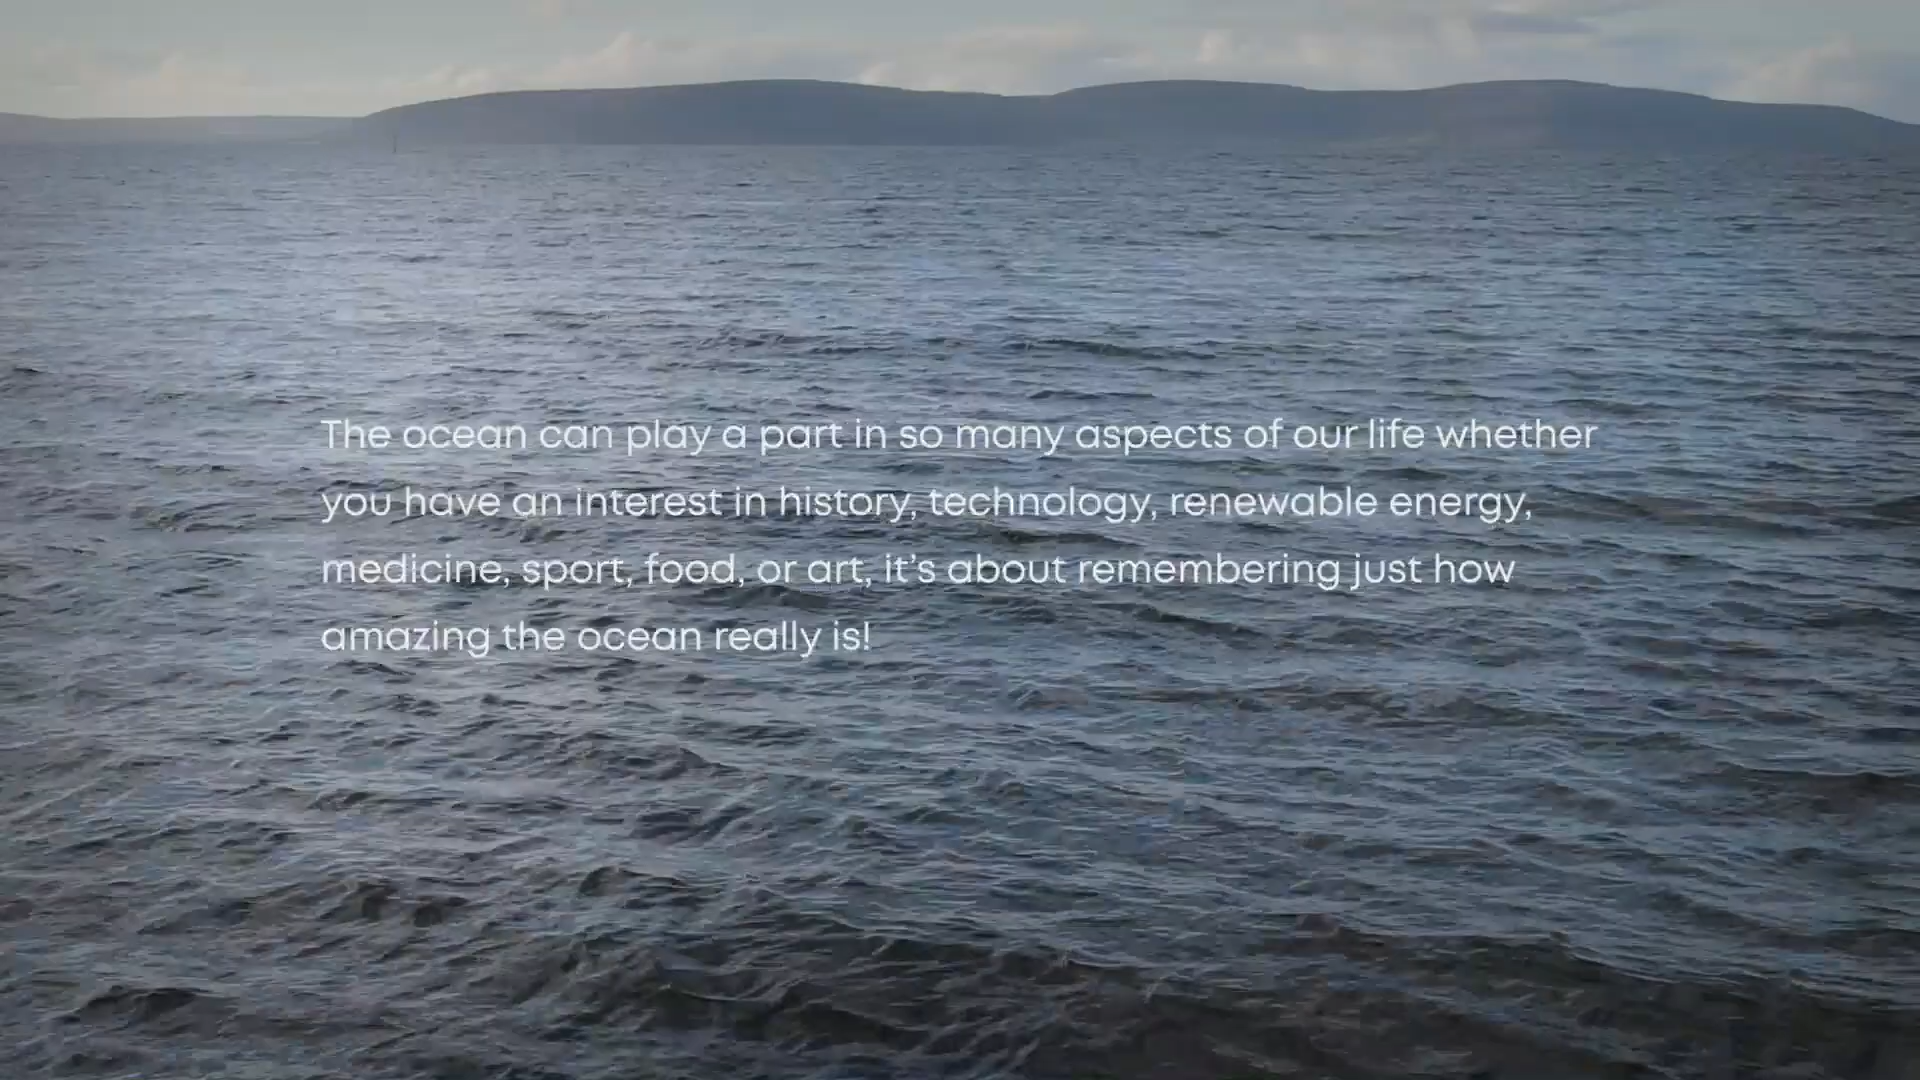 The ocean can play a part in so many aspects of our life whether
you have an interest in history, technology, renewable energy,
medicine, sport, food, or art, it’s about remembering just how
amazing the ocean really is!